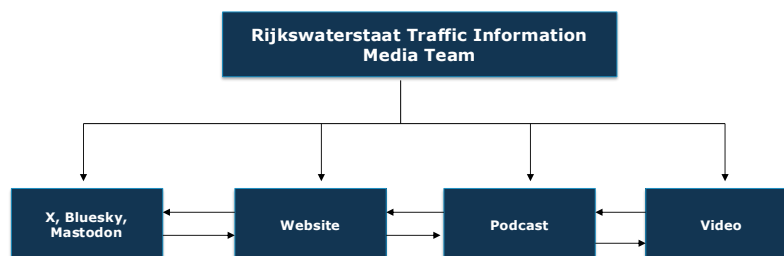 Rijkswaterstaat Traffic Information
Media Team
X, Bluesky,
Mastodon
Website
Podcast
Video